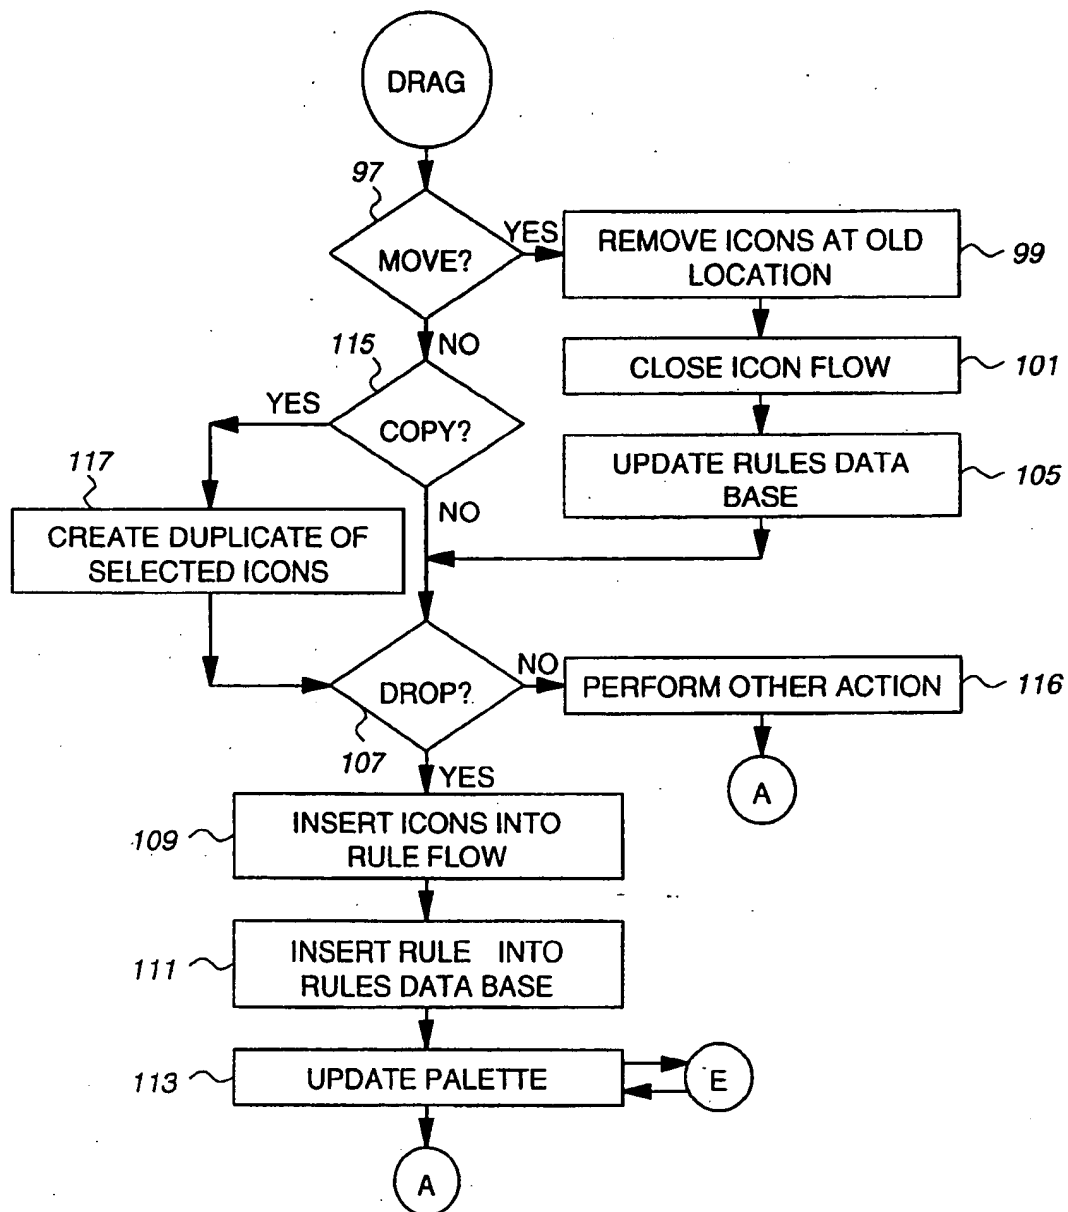 DRAG
97
MOVE?
YES
REMOVE ICONS AT OLD
LOCATION
99
NO
CLOSE ICON FLOW
101
115
COPY?
YES
UPDATE RULES DATA
BASE
105
117
NO
CREATE DUPLICATE OF
SELECTED ICONS
DROP?
107
NO
PERFORM OTHER ACTION
116
A
YES
INSERT ICONS INTO
RULE FLOW
109
INSERT RULE INTO
RULES DATA BASE
111
UPDATE PALETTE
113
E
A